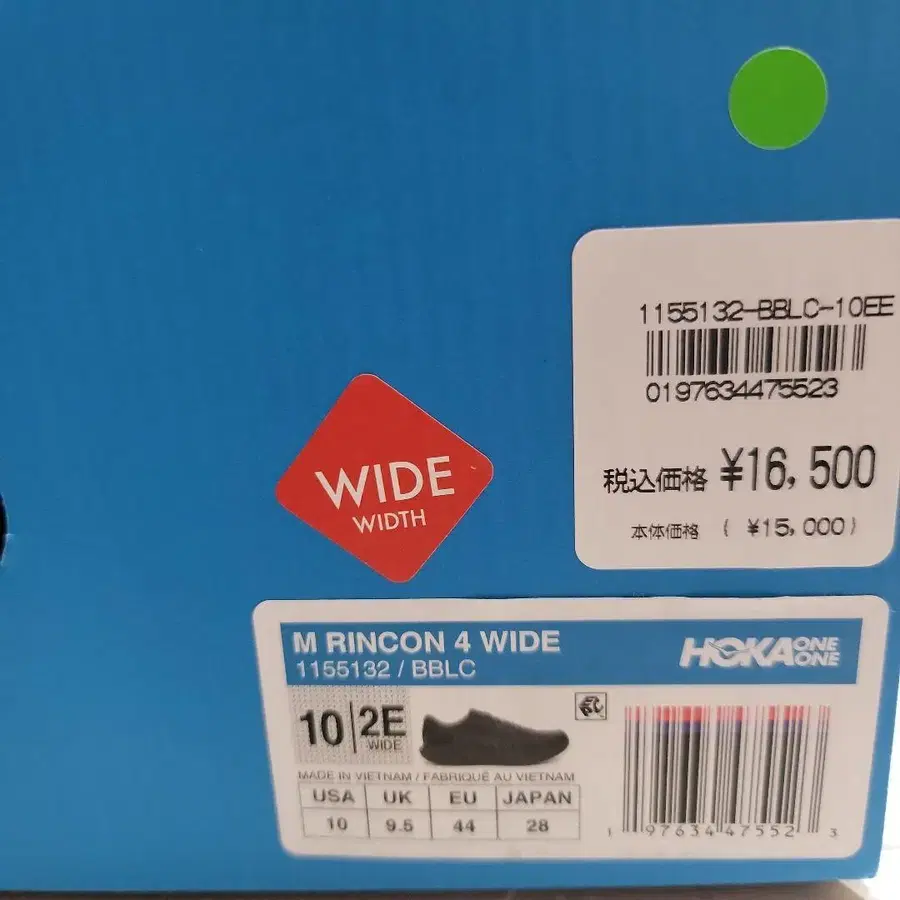 1155132-BBLC-10EE
0197634475523
税込価格 ¥16,500
本体価格 ( ¥15,000)
WIDE
WIDTH
M RINCON 4 WIDE
1155132 / BBLC
HOKA ONE ONE
10 2E
WIDE
MADE IN VIETNAM / FABRIQUÉ AU VIETNAM
USA UK EU JAPAN
10 9.5 44 28
1 97634 47552 3